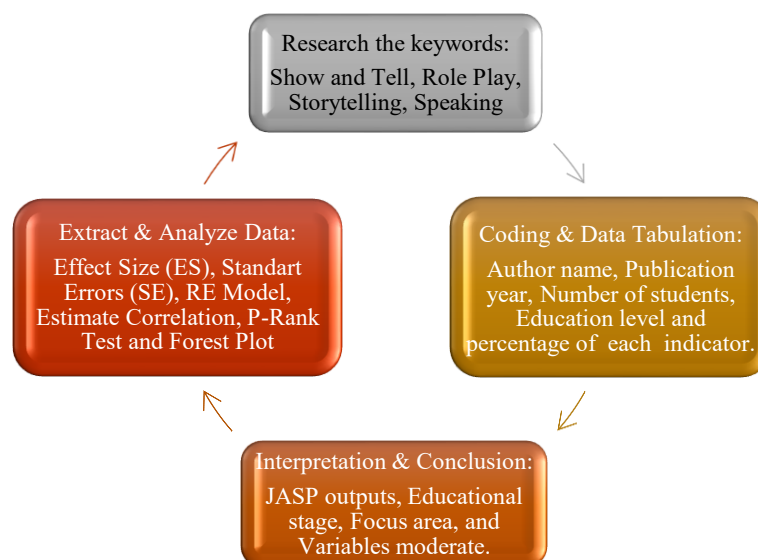 Research the keywords:
Show and Tell, Role Play,
Storytelling, Speaking
Coding & Data Tabulation:
Author name, Publication
year, Number of students,
Education level and
percentage of each indicator.
Interpretation & Conclusion:
JASP outputs, Educational
stage, Focus area, and
Variables moderate.
Extract & Analyze Data:
Effect Size (ES), Standart
Errors (SE), RE Model,
Estimate Correlation, P-Rank
Test and Forest Plot